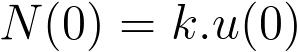 N(0) = k.u(0)